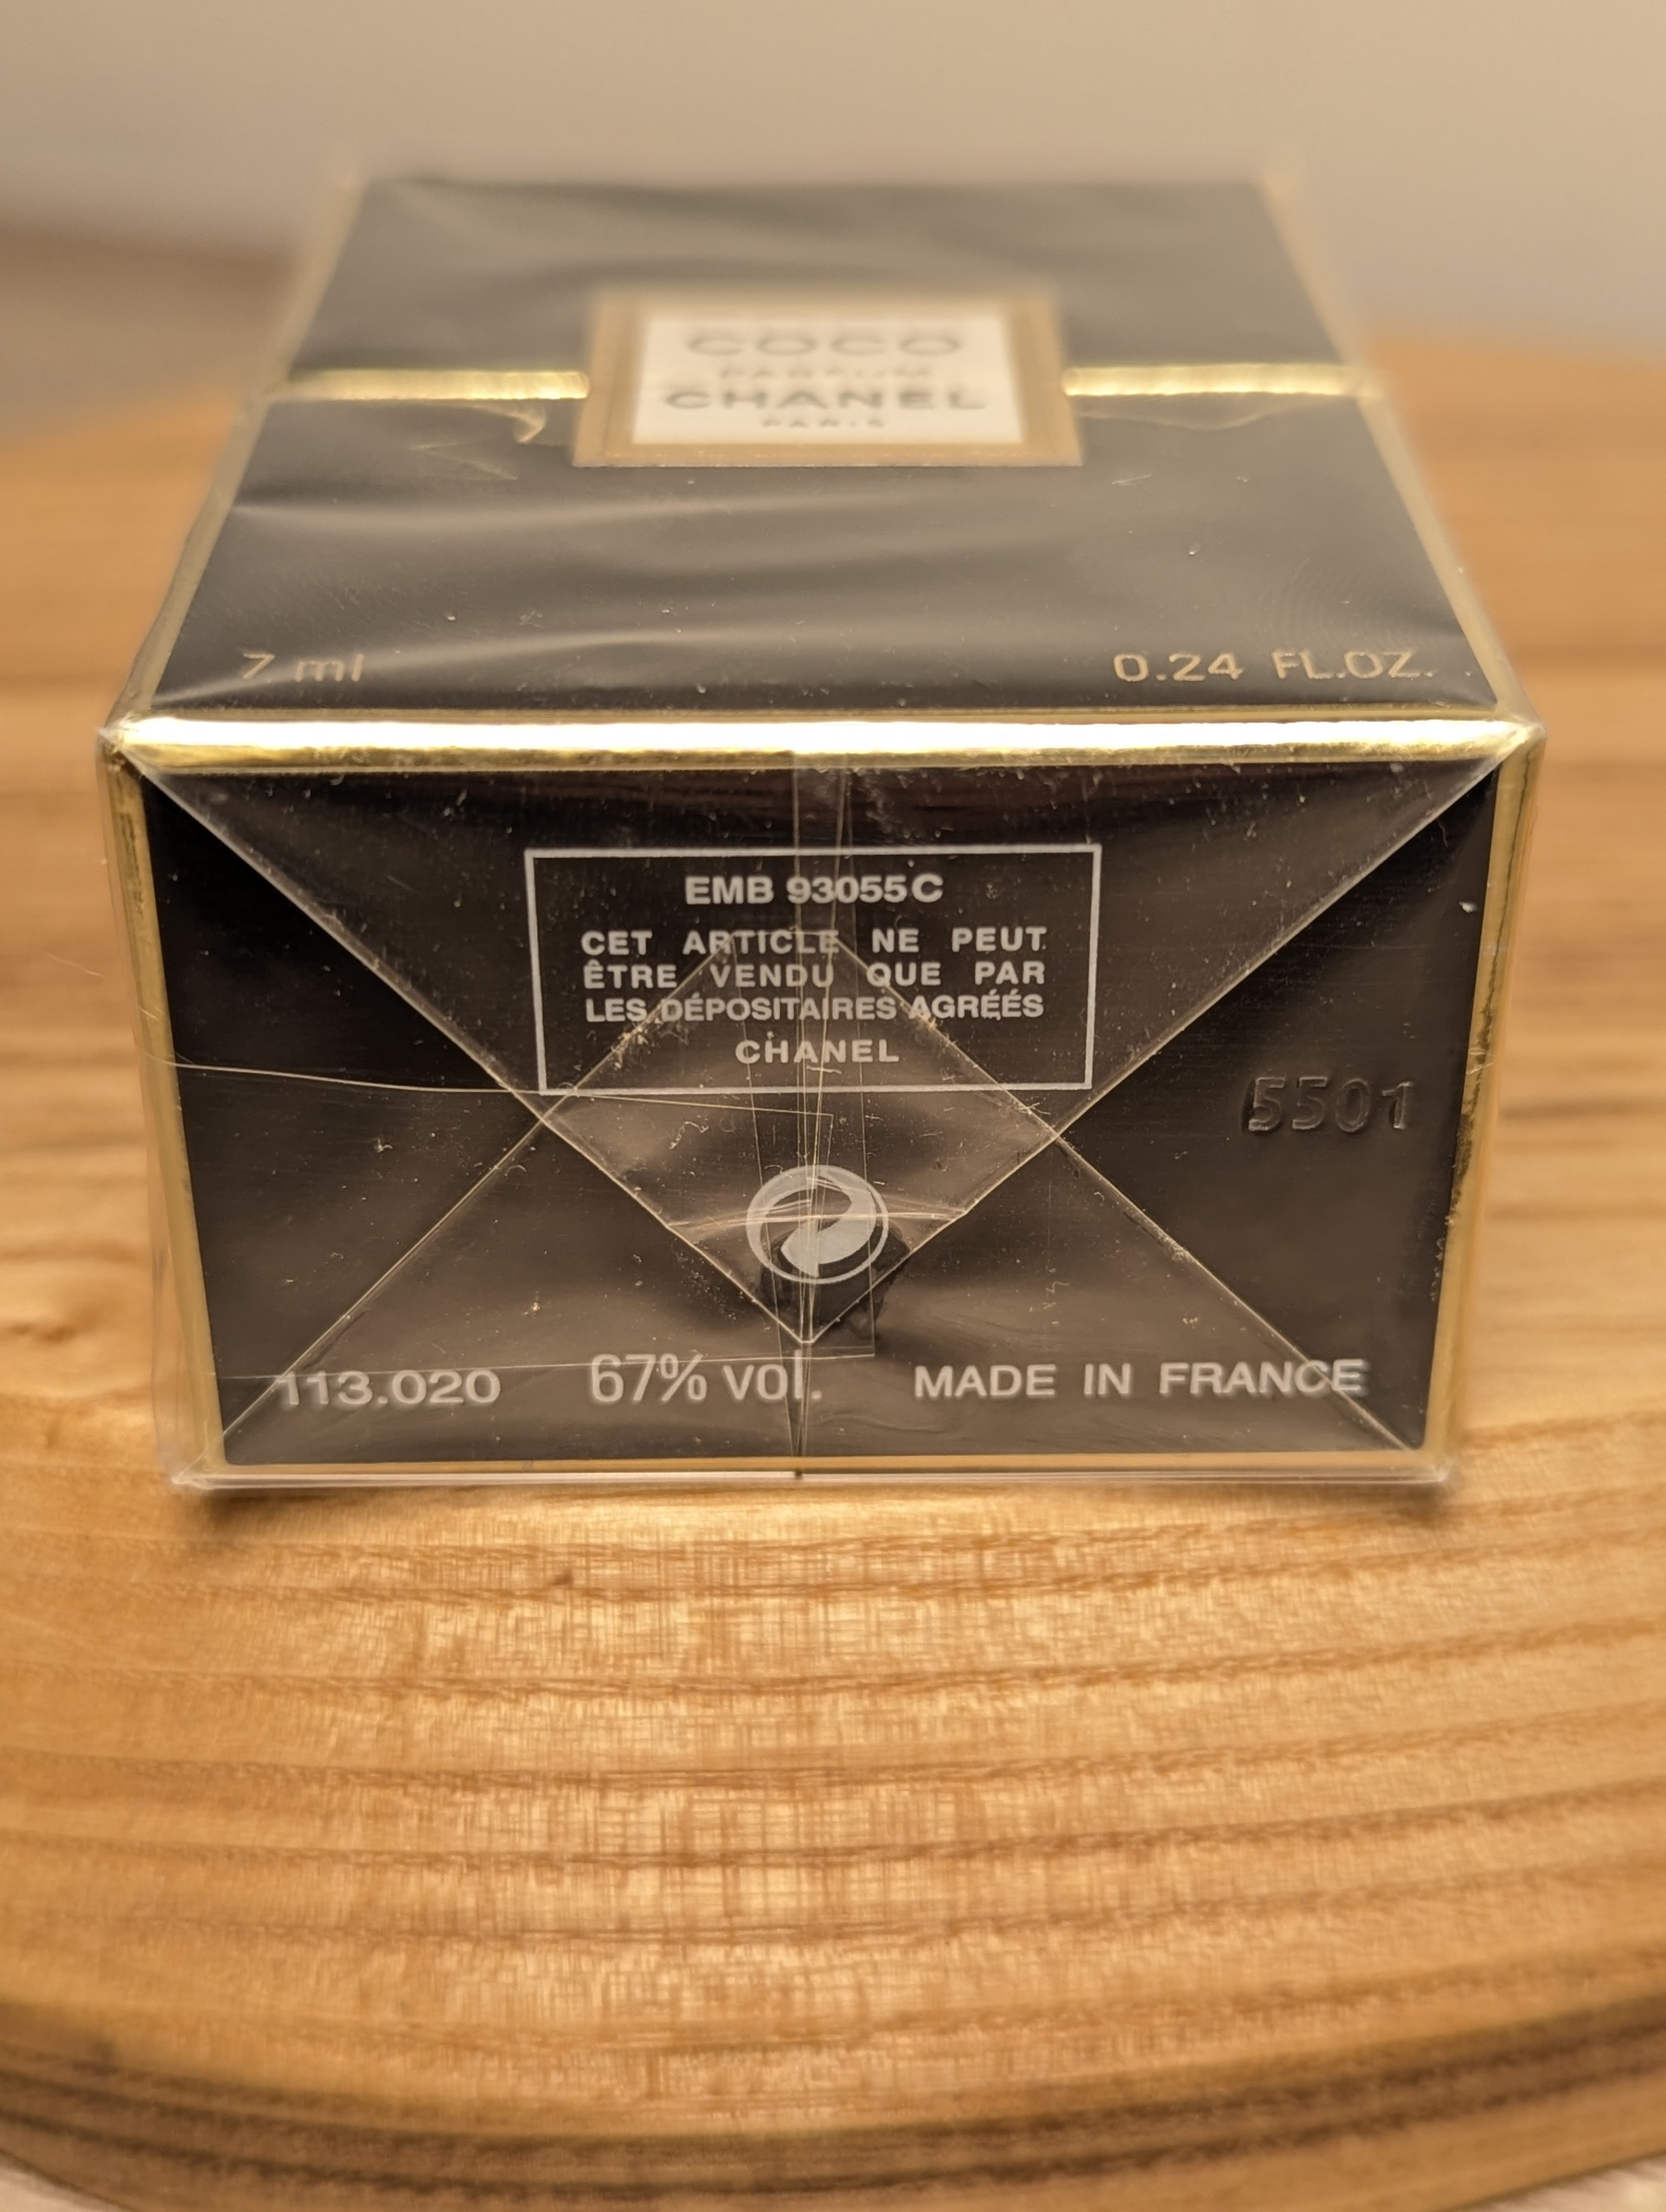 COCO
PARFUM
CHANEL
PARIS
7 ml
0.24 FL.OZ.
EMB 93055C
CET ARTICLE NE PEUT
ÊTRE VENDU QUE PAR
LES DÉPOSITAIRES AGRÉÉS
CHANEL
5501
113.020 67% vol. MADE IN FRANCE